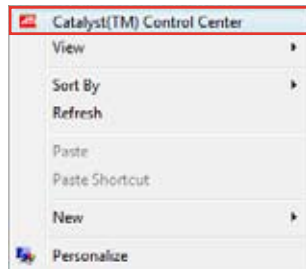 Catalyst(TM) Control Center
View
Sort By
Refresh
Paste
Paste Shortcut
New
Personalize